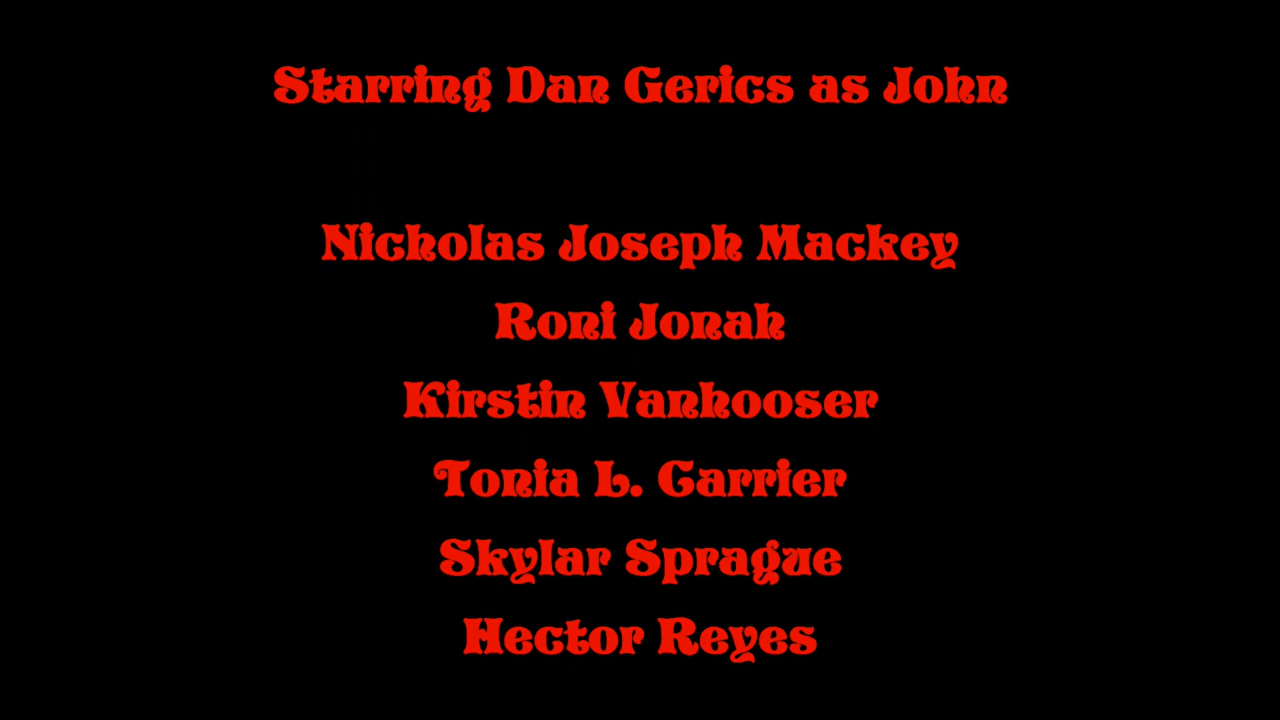 Starring Dan Gerics as John
Nicholas Joseph Mackey
Roni Jonah
Kirstin Vanhooser
Tonia L. Carrier
Skylar Sprague
Hector Reyes